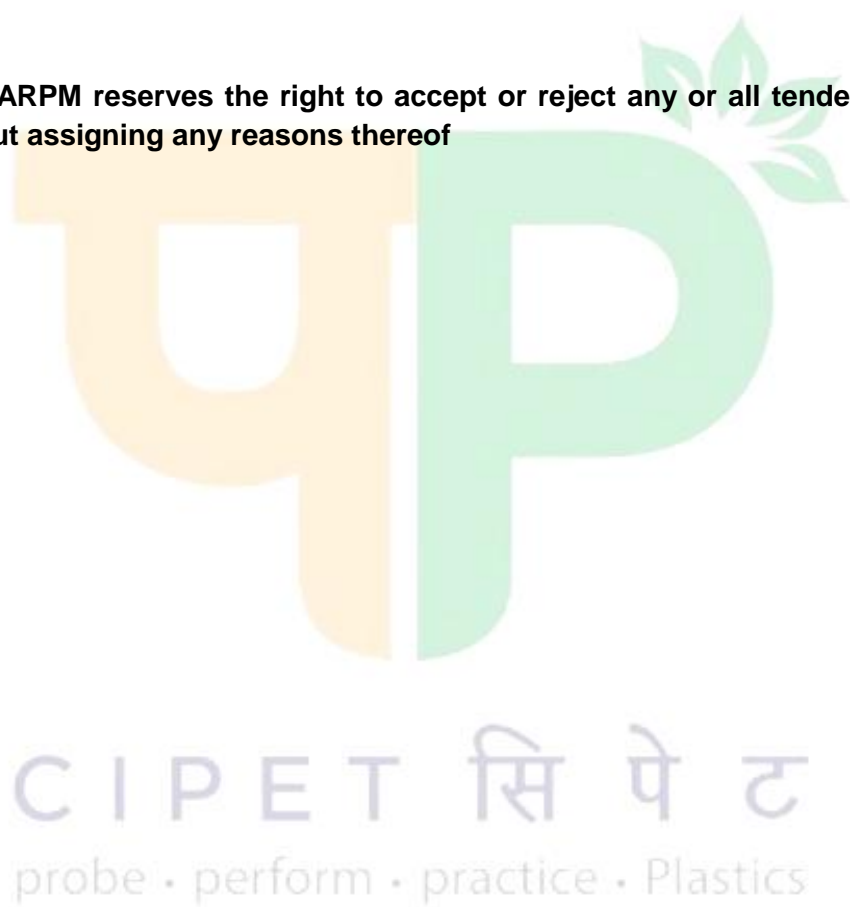 ARPM reserves the right to accept or reject any or all tende
ut assigning any reasons thereof
CIPET सिपेट
probe · perform · practice · Plastics